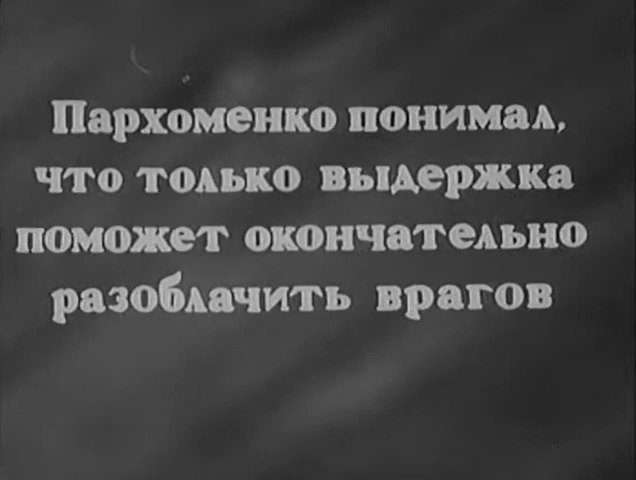 Пархоменко понимал,
что только выдержка
поможет окончательно
разоблачить врагов